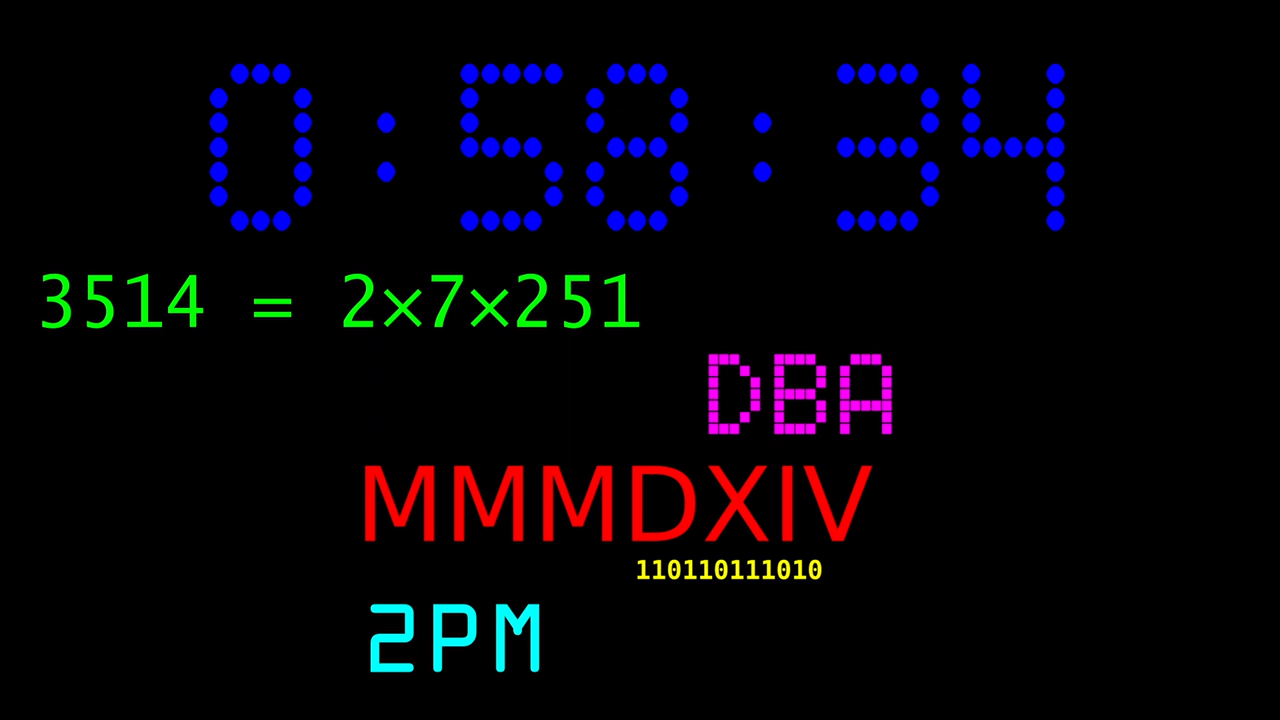 0:58:34
3514 = 2×7×251
DBA
MMMDXIV
110110111010
2PM